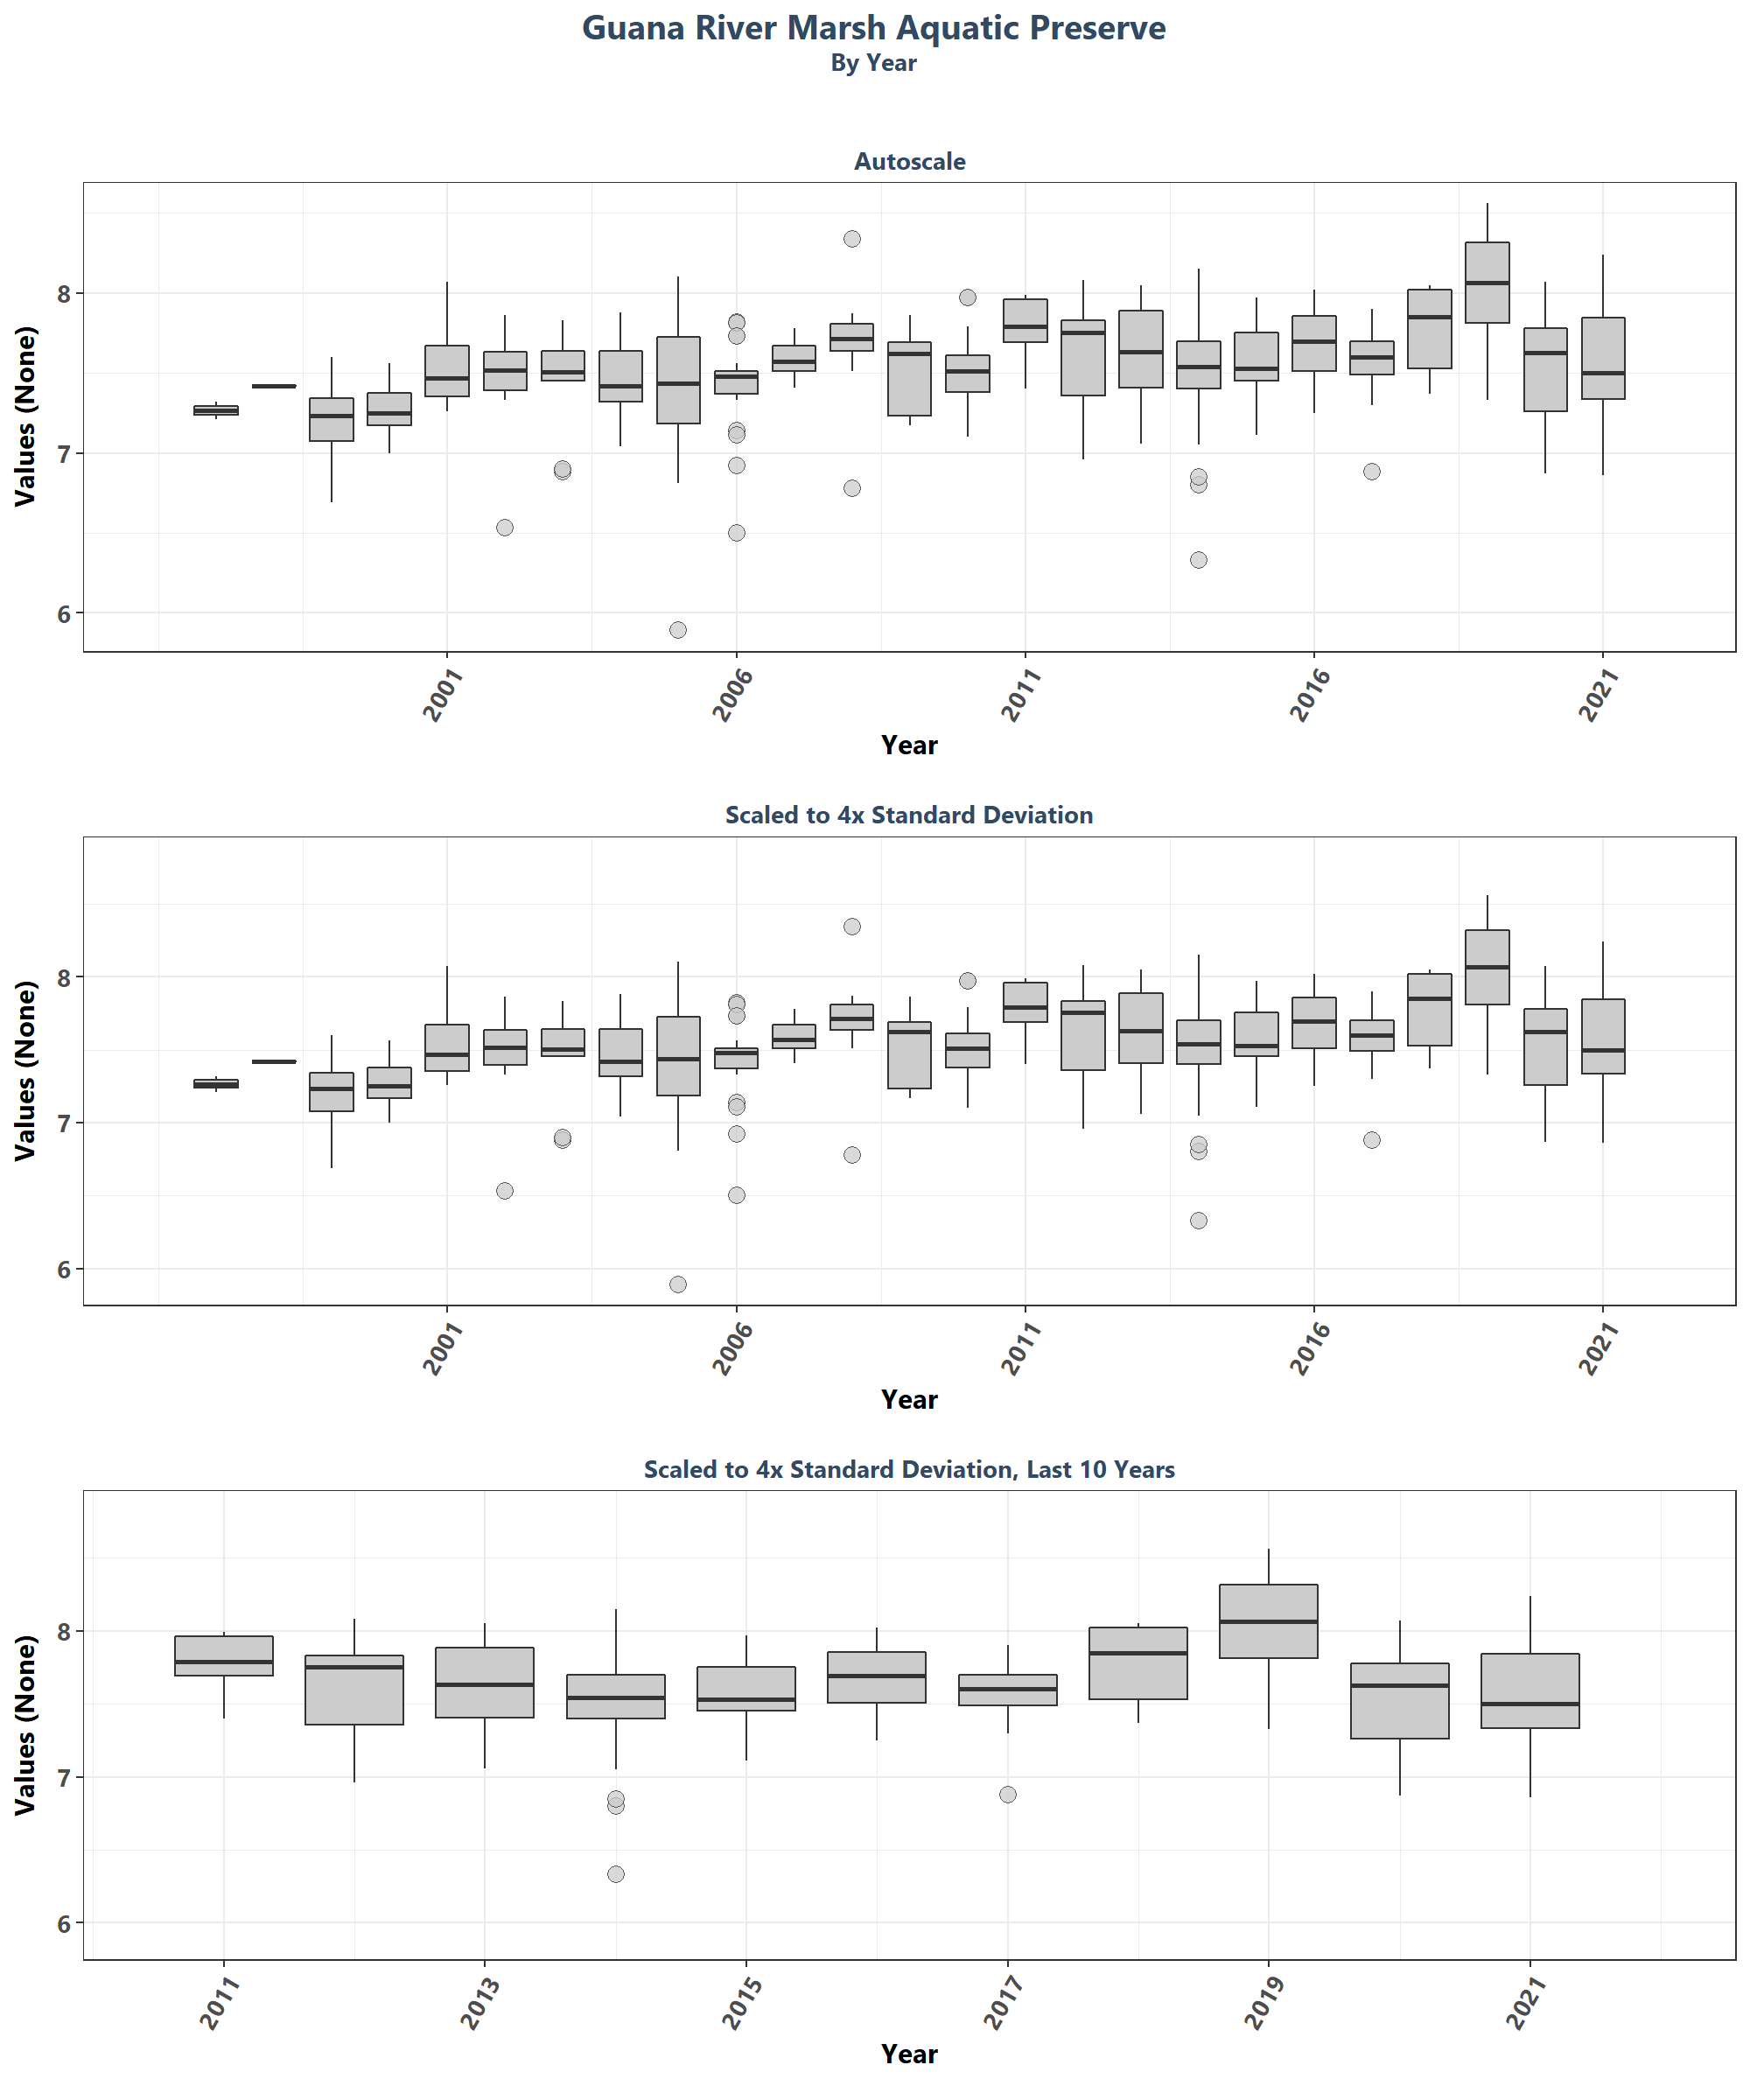 Guana River Marsh Aquatic Preserve
By Year
Autoscale
Values (None)
8
7
6
2001 2006 2011 2016 2021
Year
Scaled to 4x Standard Deviation
Values (None)
8
7
6
2001 2006 2011 2016 2021
Year
Scaled to 4x Standard Deviation, Last 10 Years
Values (None)
8
7
6
2011 2013 2015 2017 2019 2021
Year